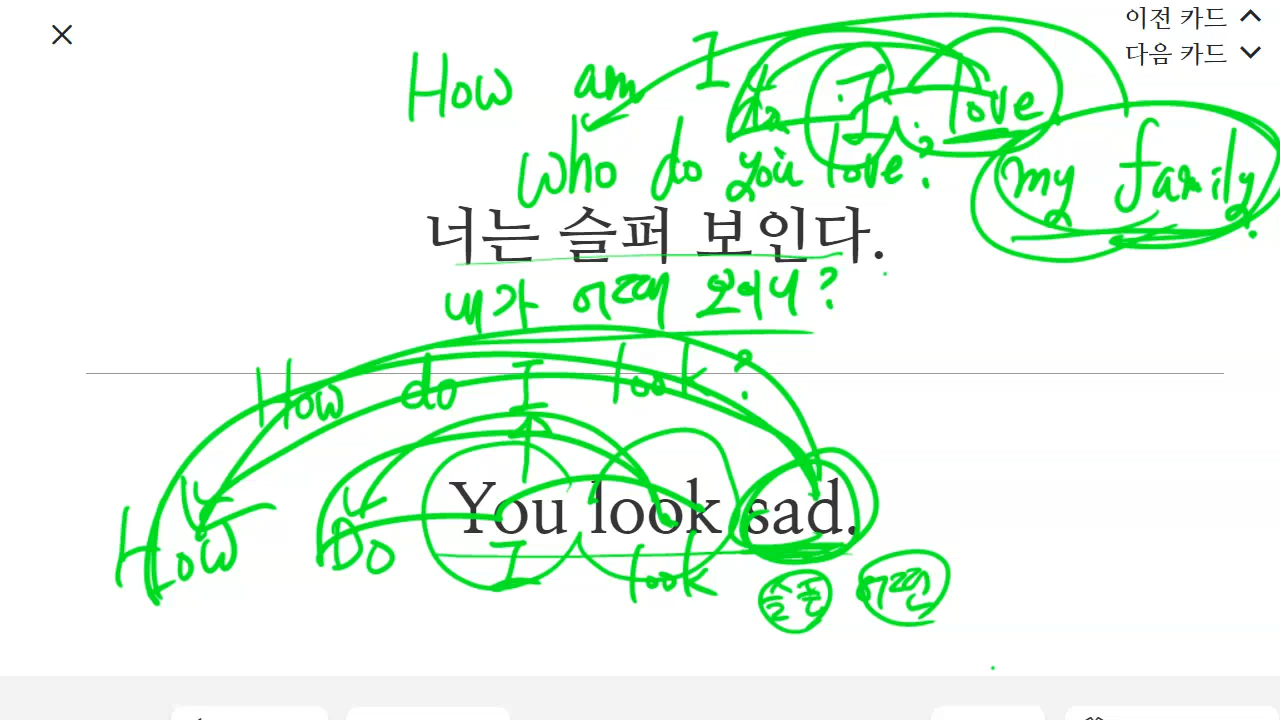 이전 카드
다음 카드
How am I
do I love
Who do you love?
my family.
너는 슬퍼 보인다.
내가 어때 보이니?
How do I look?
You look sad.
How Do I look
슬픈 어떤